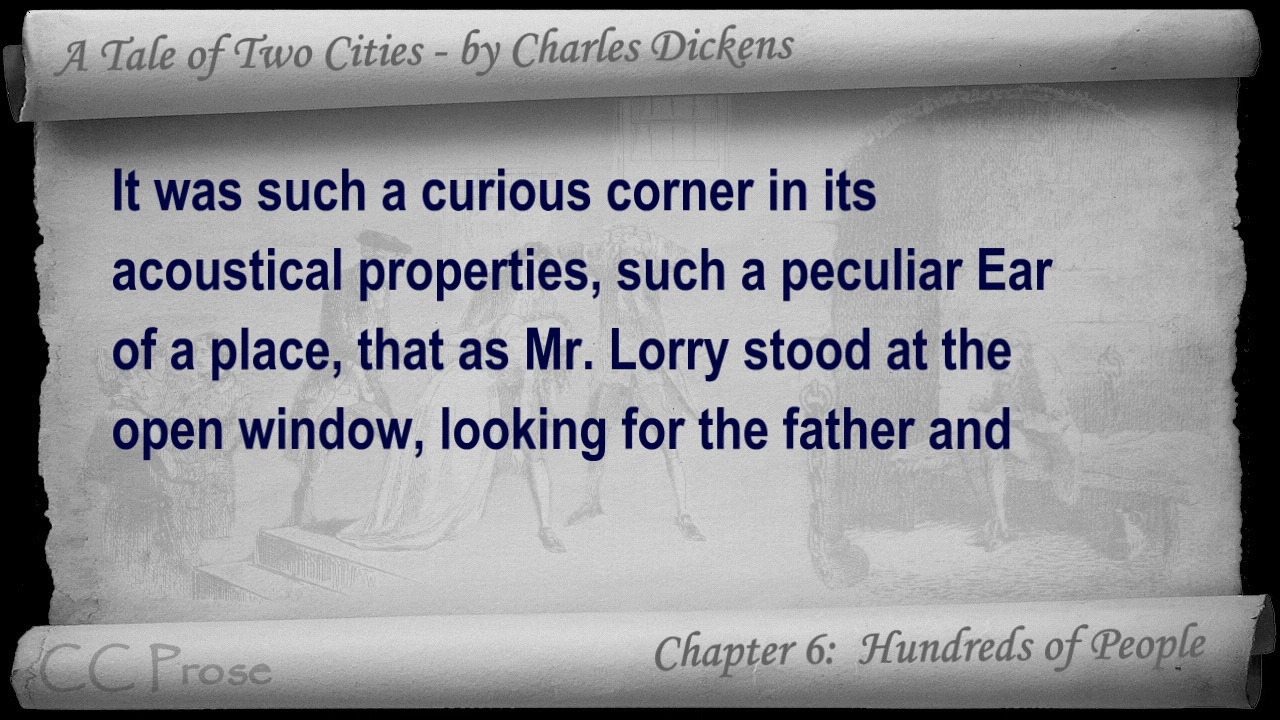 A Tale of Two Cities - by Charles Dickens
It was such a curious corner in its
acoustical properties, such a peculiar Ear
of a place, that as Mr. Lorry stood at the
open window, looking for the father and
Chapter 6: Hundreds of People
CC Prose